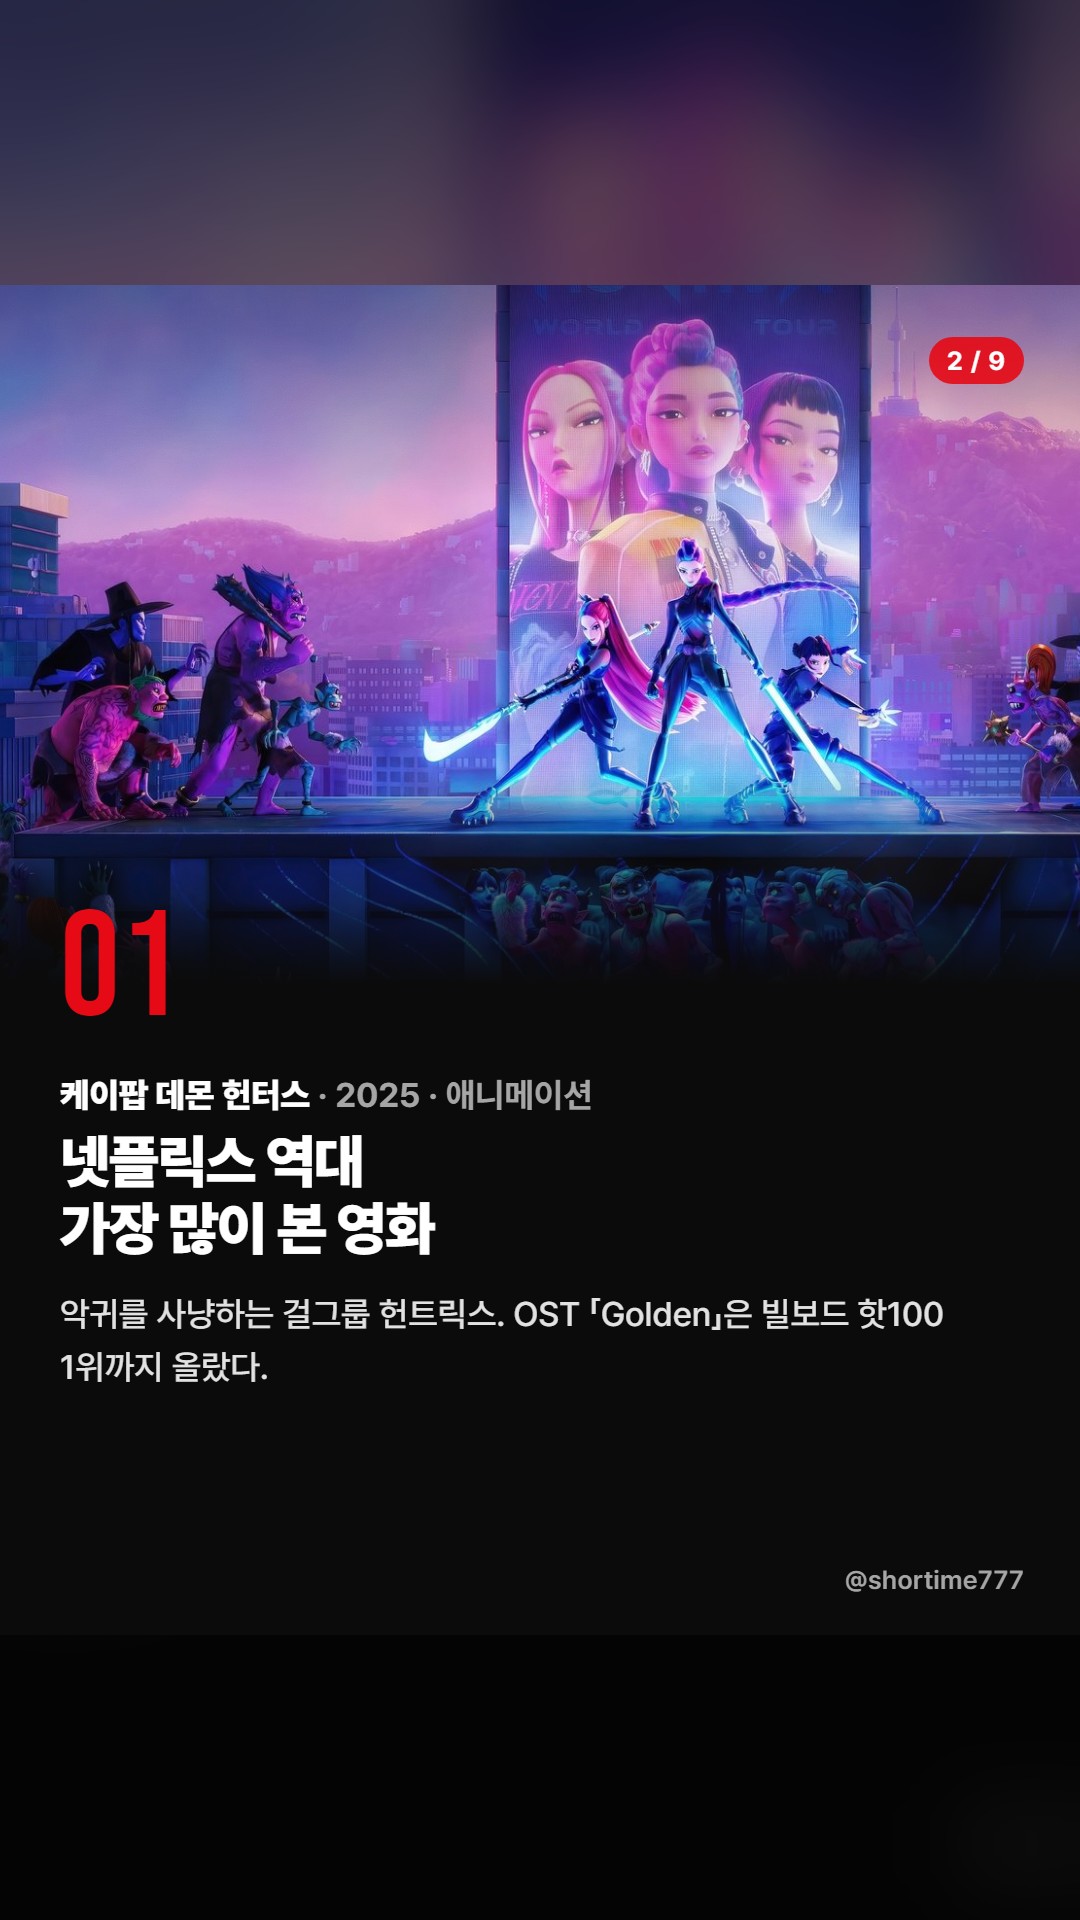 WORLD TOUR
2 / 9
01
케이팝 데몬 헌터스 · 2025 · 애니메이션
넷플릭스 역대
가장 많이 본 영화
악귀를 사냥하는 걸그룹 헌트릭스. OST「Golden」은 빌보드 핫100
1위까지 올랐다.
@shortime777